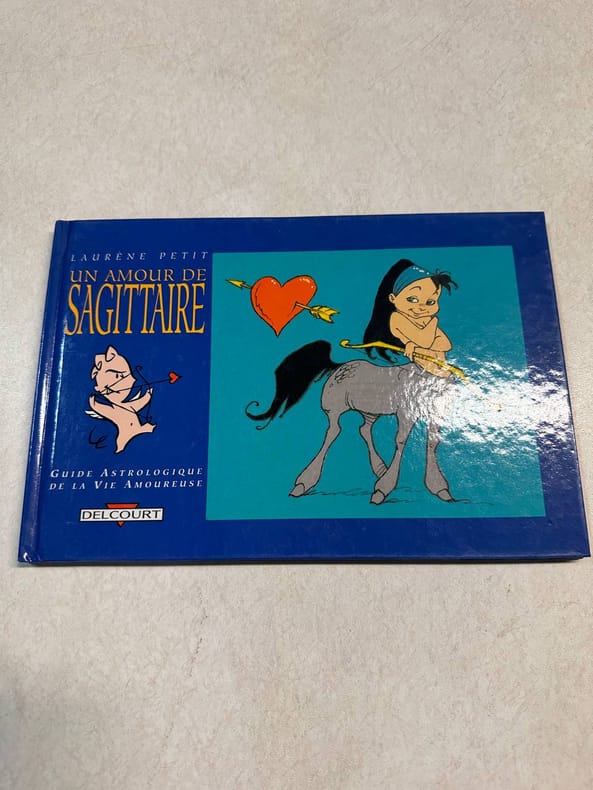 LAURÈNE PETIT
UN AMOUR DE
SAGITTAIRE
GUIDE ASTROLOGIQUE
DE LA VIE AMOUREUSE
DELCOURT